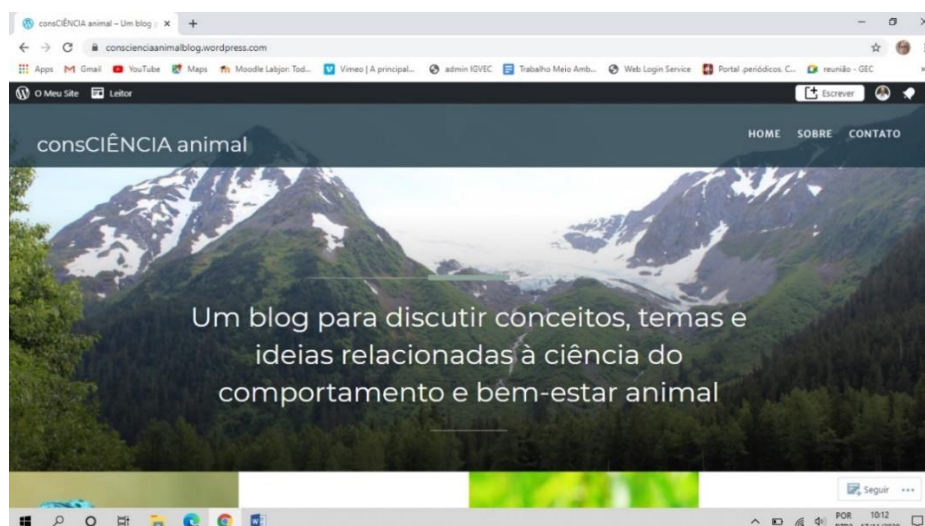 consCIÊNCIA animal – Um blog
conscienciaanimalblog.wordpress.com
Apps Gmail YouTube Maps Moodle Labjor: Tod... Vimeo | A principal... admin IGVEC Trabalho Meio Amb... Web Login Service Portal .periódicos. C... reunião - GEC
O Meu Site Leitor Escrever
consCIÊNCIA animal
HOME SOBRE CONTATO
Um blog para discutir conceitos, temas e
ideias relacionadas à ciência do
comportamento e bem-estar animal
Seguir
POR 10:12